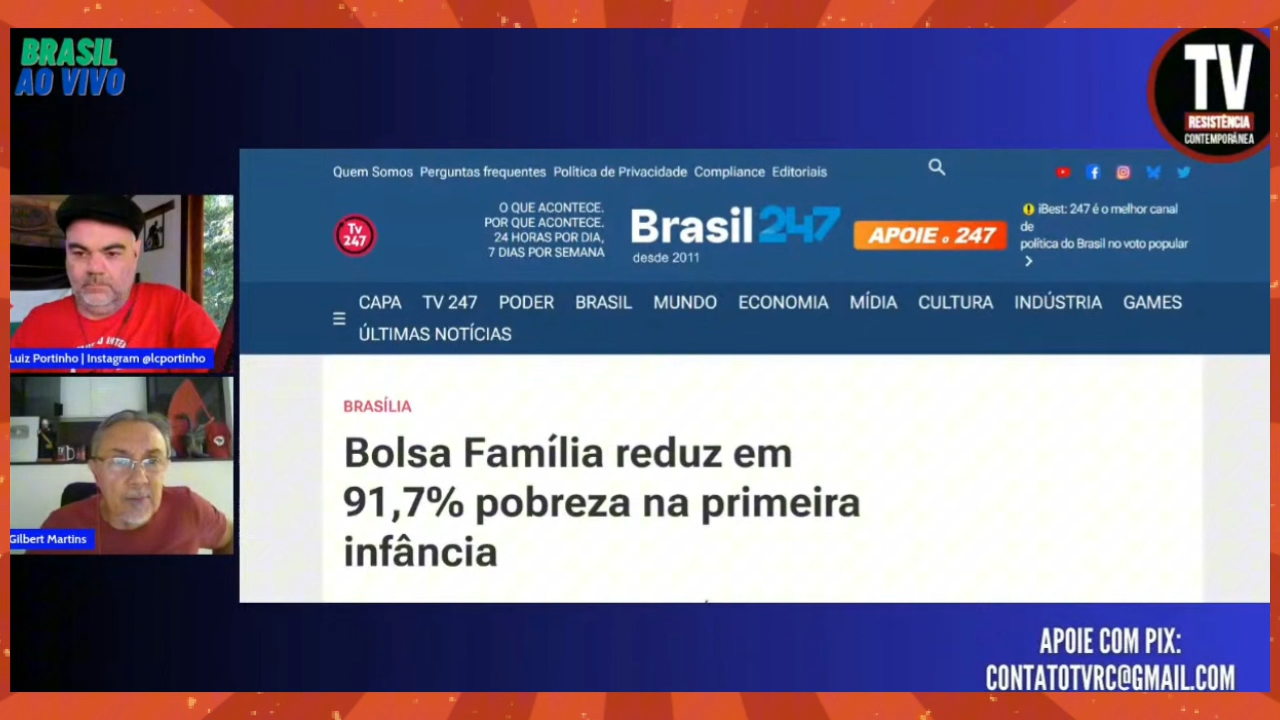 BRASIL
AO VIVO
TV
RESISTÊNCIA
CONTEMPORÂNEA
Quem Somos Perguntas frequentes Política de Privacidade Compliance Editoriais
Tv
247
O QUE ACONTECE.
POR QUE ACONTECE.
24 HORAS POR DIA,
7 DIAS POR SEMANA
Brasil 247
desde 2011
APOIE o 247
iBest: 247 é o melhor canal
de
política do Brasil no voto popular
CAPA TV 247 PODER BRASIL MUNDO ECONOMIA MÍDIA CULTURA INDÚSTRIA GAMES
ÚLTIMAS NOTÍCIAS
BRASÍLIA
Bolsa Família reduz em
91,7% pobreza na primeira
infância
Luiz Portinho | Instagram @lcportinho
Gilbert Martins
APOIE COM PIX:
CONTATOTVRC@GMAIL.COM